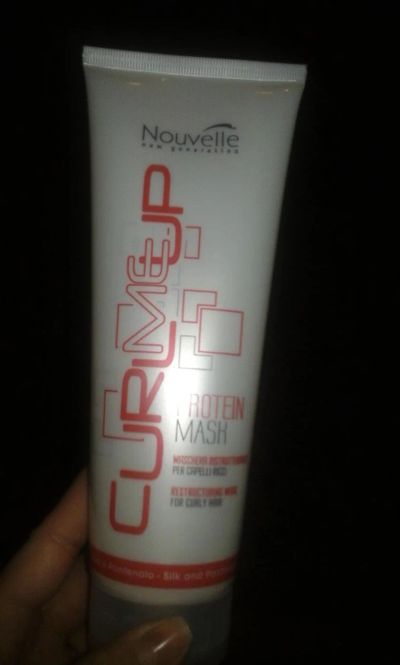 Nouvelle
new generation
CURL ME UP
PROTEIN
MASK
MASCHERA RISTRUTTURANTE
PER CAPELLI RICCI
RESTRUCTURING MASK
FOR CURLY HAIR
Pantenolo - Silk and